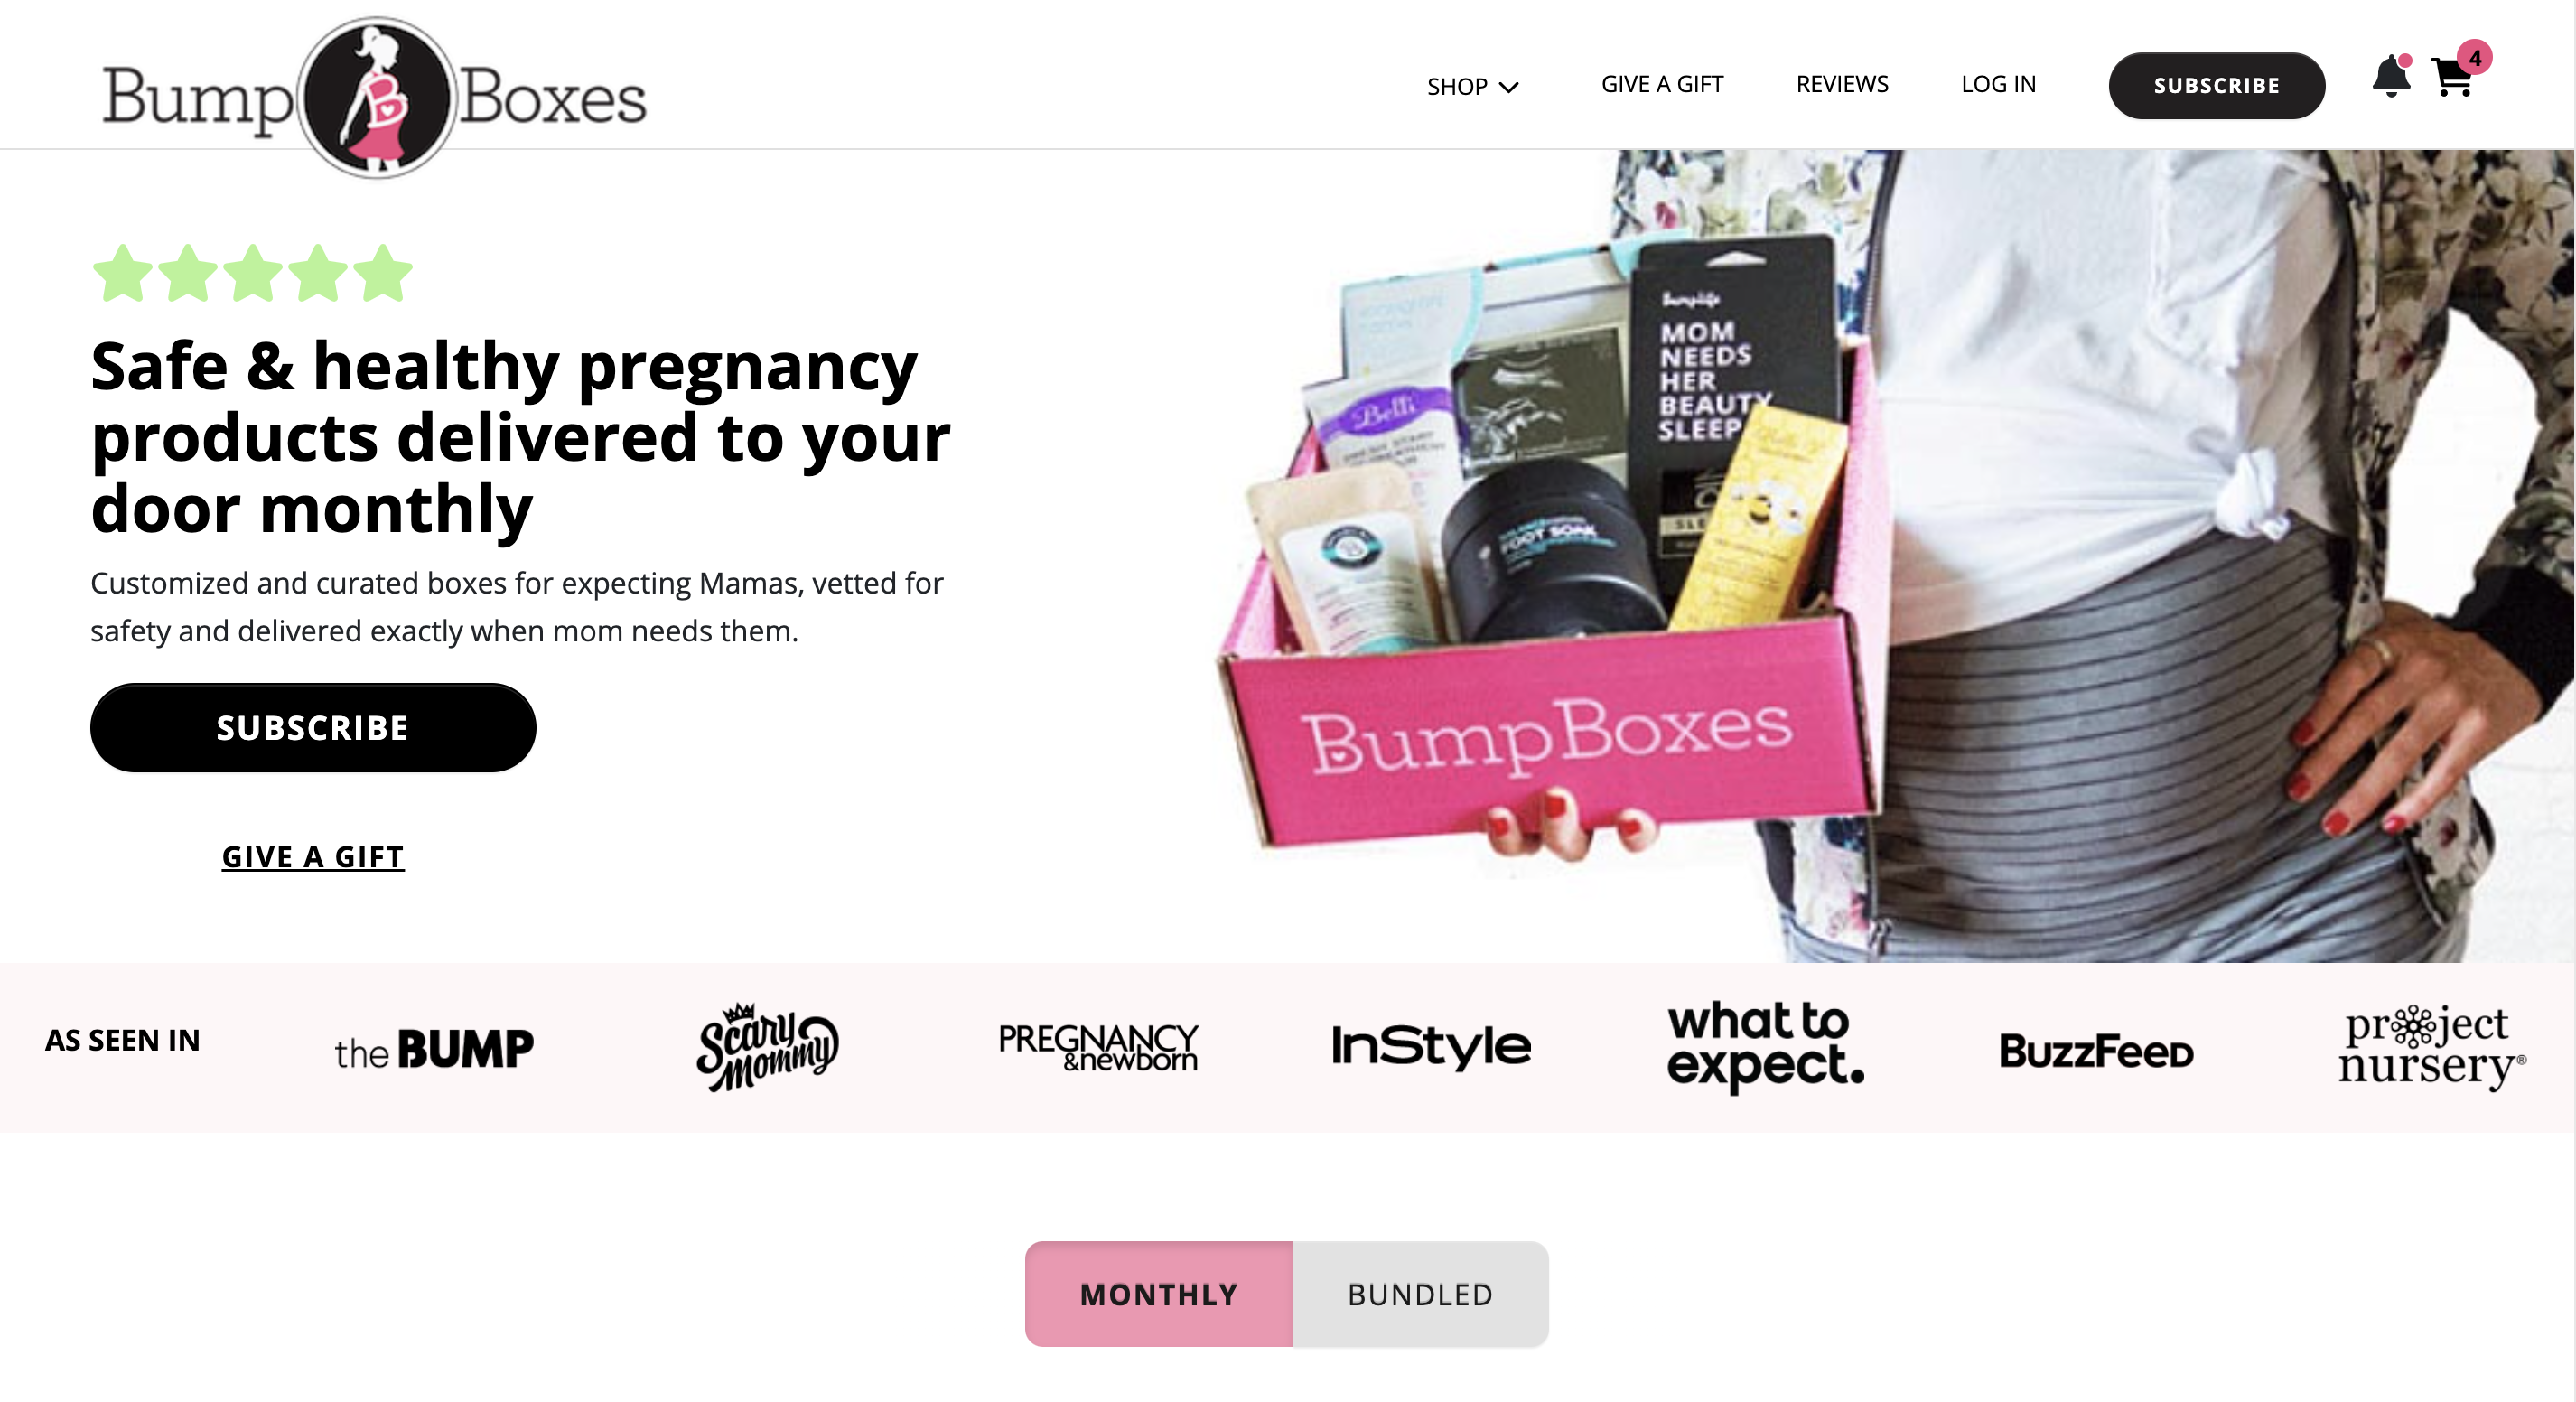 Bump Boxes
SHOP
GIVE A GIFT
REVIEWS
LOG IN
SUBSCRIBE
4
Safe & healthy pregnancy
products delivered to your
door monthly
Customized and curated boxes for expecting Mamas, vetted for
safety and delivered exactly when mom needs them.
SUBSCRIBE
GIVE A GIFT
Belli
bumplife
MOM
NEEDS
HER
BEAUTY
SLEEP
FOOT SOAK
BumpBoxes
AS SEEN IN
the BUMP
Scary
Mommy
PREGNANCY
&newborn
InStyle
what to
expect.
BUZZFEED
project
nursery®
MONTHLY
BUNDLED